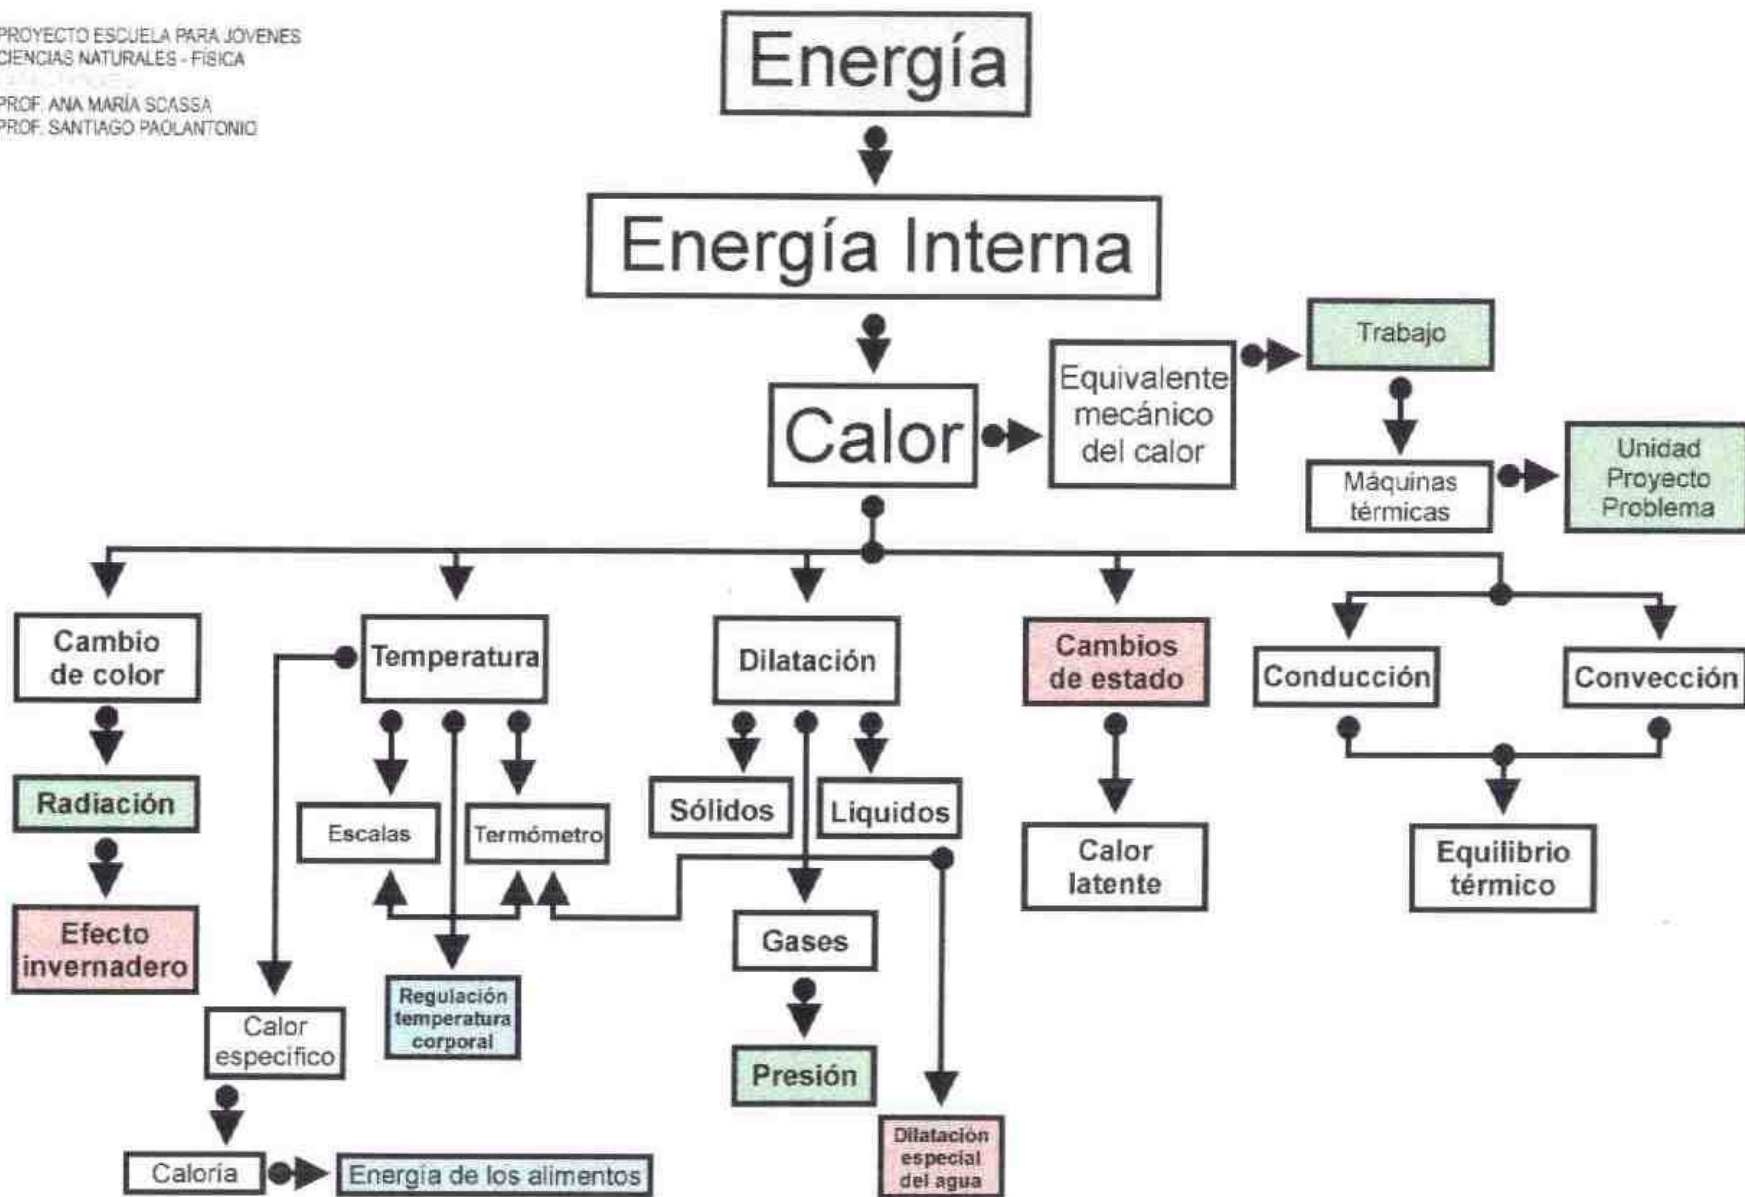 PROYECTO ESCUELA PARA JÓVENES
CIENCIAS NATURALES - FÍSICA
PROF. ANA MARÍA SCASSA
PROF. SANTIAGO PAOLANTONIO
Energía
Energía Interna
Calor
Equivalente
mecánico
del calor
Trabajo
Máquinas
térmicas
Unidad
Proyecto
Problema
Cambio
de color
Temperatura
Dilatación
Cambios
de estado
Conducción
Convección
Radiación
Escalas
Termómetro
Sólidos
Liquidos
Calor
latente
Equilibrio
térmico
Efecto
invernadero
Gases
Calor
especifico
Regulación
temperatura
corporal
Presión
Dilatación
especial
del agua
Caloría
Energía de los alimentos